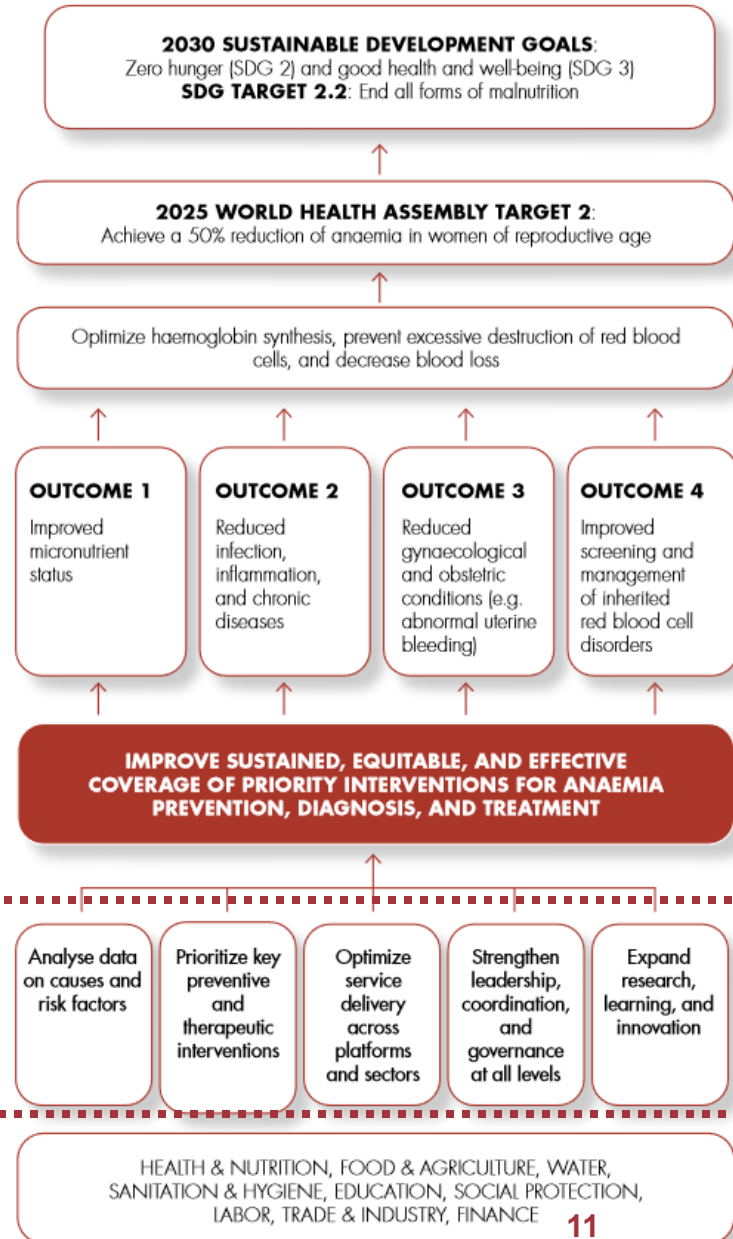 2030 SUSTAINABLE DEVELOPMENT GOALS:
Zero hunger (SDG 2) and good health and well-being (SDG 3)
SDG TARGET 2.2: End all forms of malnutrition
2025 WORLD HEALTH ASSEMBLY TARGET 2:
Achieve a 50% reduction of anaemia in women of reproductive age
Optimize haemoglobin synthesis, prevent excessive destruction of red blood
cells, and decrease blood loss
OUTCOME 1
Improved
micronutrient
status
OUTCOME 2
Reduced
infection,
inflammation,
and chronic
diseases
OUTCOME 3
Reduced
gynaecological
and obstetric
conditions (e.g.
abnormal uterine
bleeding)
OUTCOME 4
Improved
screening and
management
of inherited
red blood cell
disorders
IMPROVE SUSTAINED, EQUITABLE, AND EFFECTIVE
COVERAGE OF PRIORITY INTERVENTIONS FOR ANAEMIA
PREVENTION, DIAGNOSIS, AND TREATMENT
Analyse data
on causes and
risk factors
Prioritize key
preventive
and
therapeutic
interventions
Optimize
service
delivery
across
platforms
and sectors
Strengthen
leadership,
coordination,
and
governance
at all levels
Expand
research,
learning, and
innovation
HEALTH & NUTRITION, FOOD & AGRICULTURE, WATER,
SANITATION & HYGIENE, EDUCATION, SOCIAL PROTECTION,
LABOR, TRADE & INDUSTRY, FINANCE
11